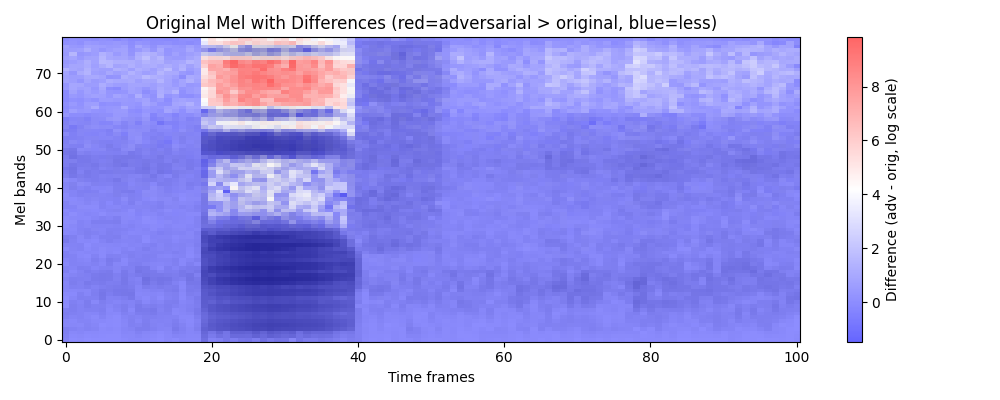 Original Mel with Differences (red=adversarial > original, blue=less)
Mel bands
70
60
50
40
30
20
10
0
0 20 40 60 80 100
Time frames
8
6
4
2
0
Difference (adv - orig, log scale)